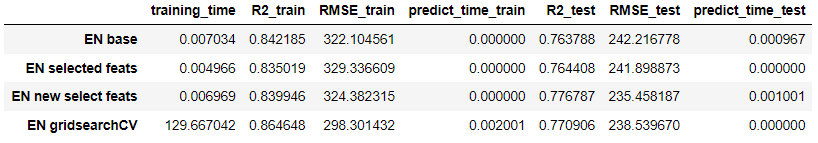 training_time R2_train RMSE_train predict_time_train R2_test RMSE_test predict_time_test
EN base 0.007034 0.842185 322.104561 0.000000 0.763788 242.216778 0.000967
EN selected feats 0.004966 0.835019 329.336609 0.000000 0.764408 241.898873 0.000000
EN new select feats 0.006969 0.839946 324.382315 0.000000 0.776787 235.458187 0.001001
EN gridsearchCV 129.667042 0.864648 298.301432 0.002001 0.770906 238.539670 0.000000